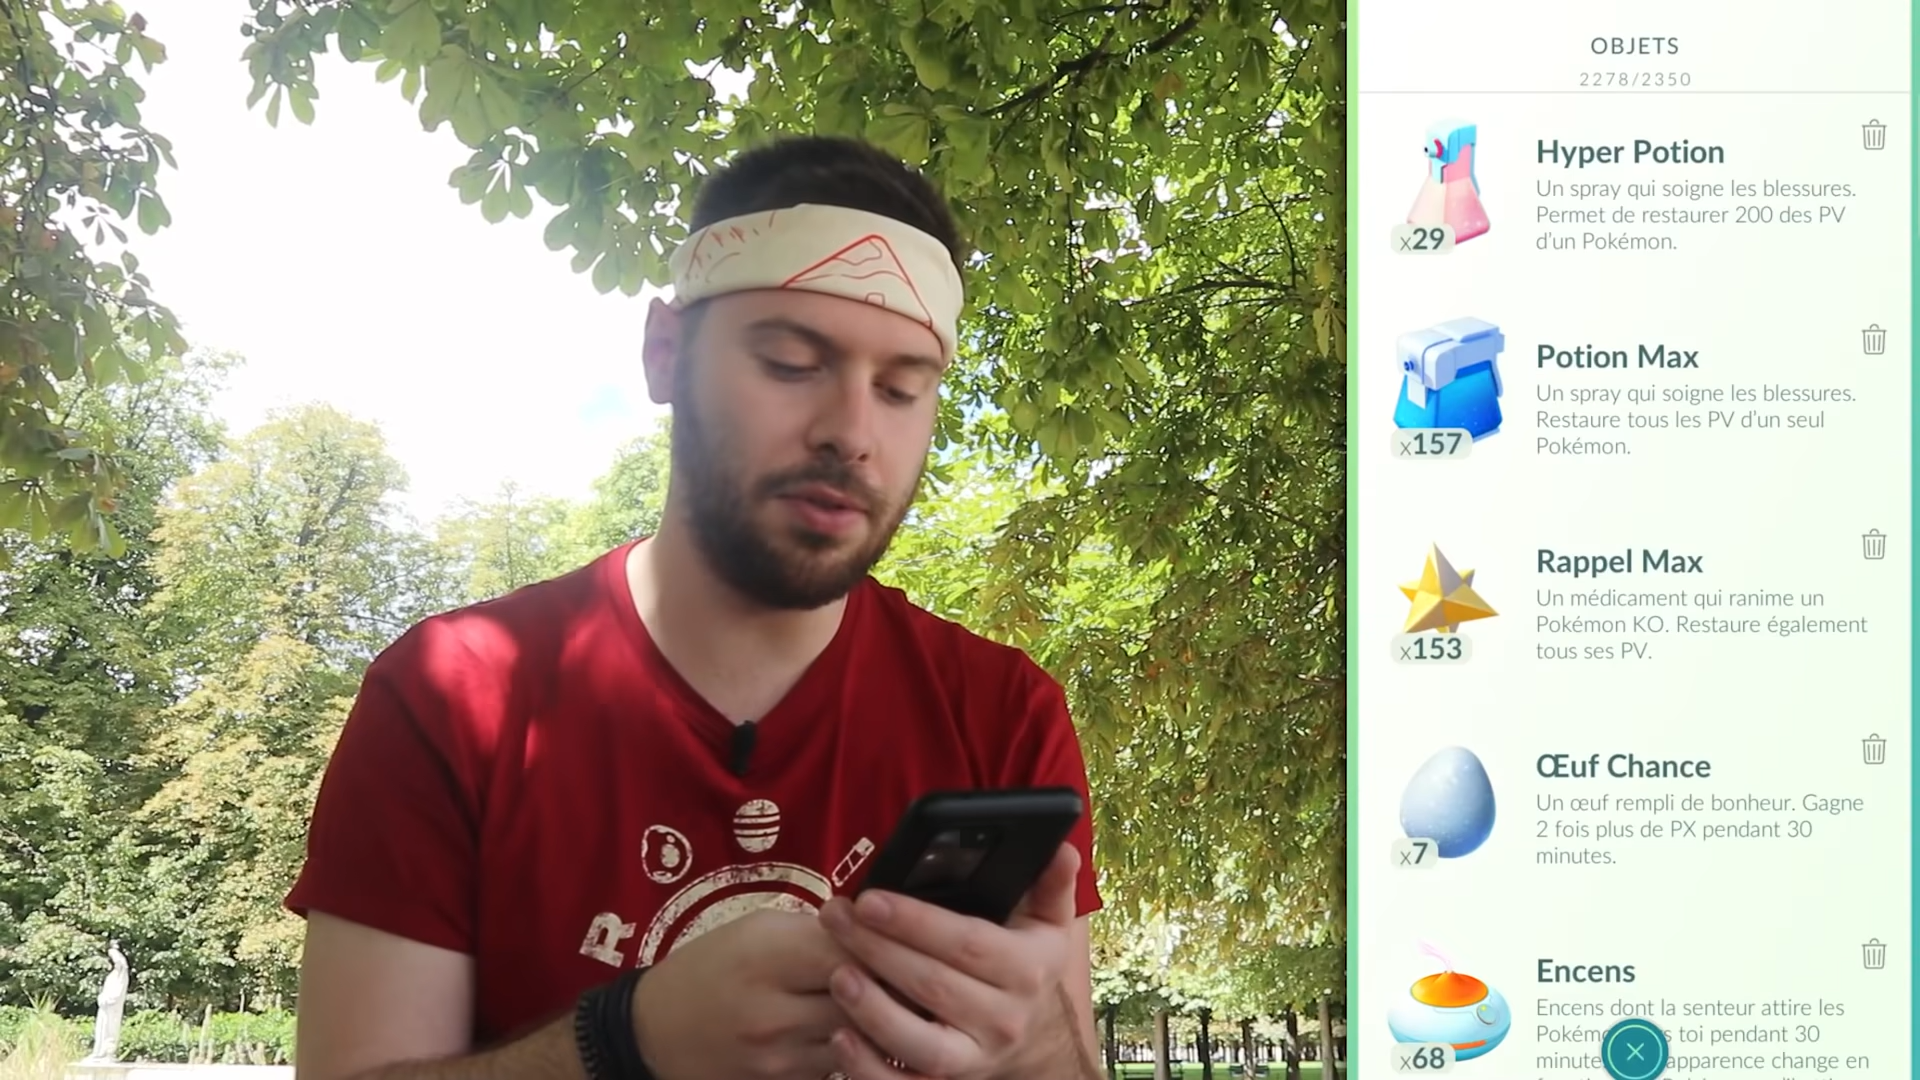 OBJETS
2278/2350
Hyper Potion
Un spray qui soigne les blessures.
Permet de restaurer 200 des PV
d'un Pokémon.
x29
Potion Max
Un spray qui soigne les blessures.
Restaure tous les PV d'un seul
Pokémon.
x157
Rappel Max
Un médicament qui ranime un
Pokémon KO. Restaure également
tous ses PV.
x153
Œuf Chance
Un œuf rempli de bonheur. Gagne
2 fois plus de PX pendant 30
minutes.
x7
Encens
Encens dont la senteur attire les
toi pendant 30
apparence change en
x68
R